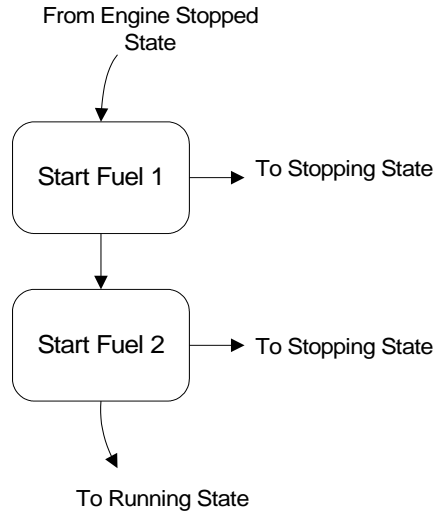 From Engine Stopped
State
Start Fuel 1
To Stopping State
Start Fuel 2
To Stopping State
To Running State